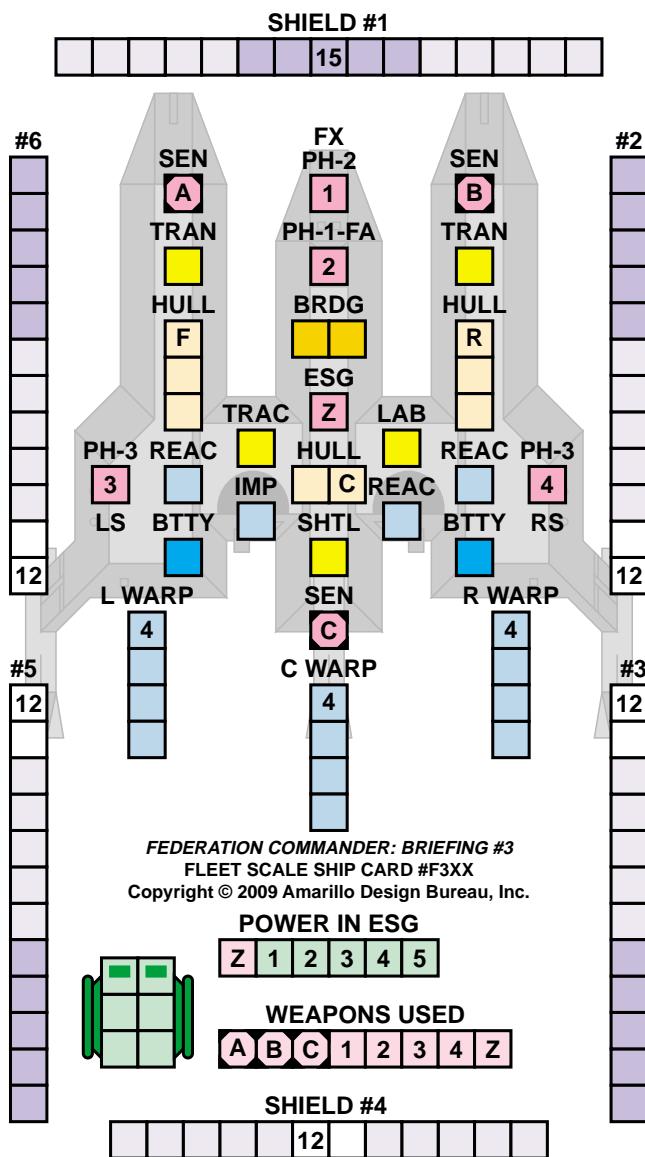 SHIELD #1
15
#6 FX #2
SEN PH-2 SEN
A 1 B
TRAN PH-1-FA TRAN
2
HULL BRDG HULL
F R
ESG
Z
TRAC LAB
PH-3 REAC HULL REAC PH-3
3 C 4
IMP REAC
LS BTTY SHTL BTTY RS
12 12
L WARP SEN R WARP
4 C 4
#5 C WARP #3
12 4 12
FEDERATION COMMANDER: BRIEFING #3
FLEET SCALE SHIP CARD #F3XX
Copyright © 2009 Amarillo Design Bureau, Inc.
POWER IN ESG
Z 1 2 3 4 5
WEAPONS USED
A B C 1 2 3 4 Z
SHIELD #4
12